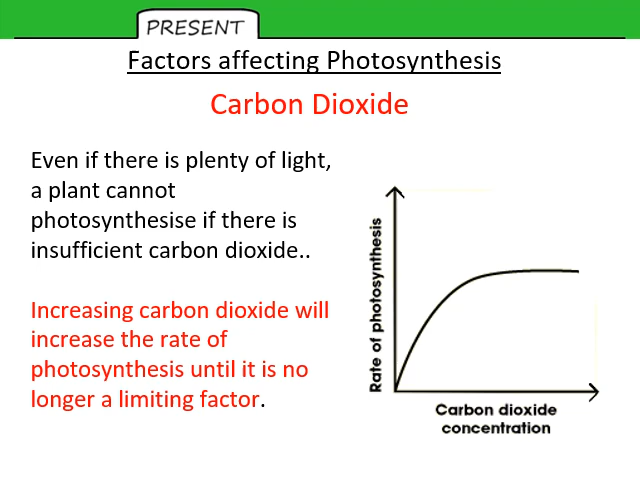 PRESENT
Factors affecting Photosynthesis
Carbon Dioxide
Even if there is plenty of light,
a plant cannot
photosynthesise if there is
insufficient carbon dioxide..
Increasing carbon dioxide will
increase the rate of
photosynthesis until it is no
longer a limiting factor.
Rate of photosynthesis
Carbon dioxide
concentration